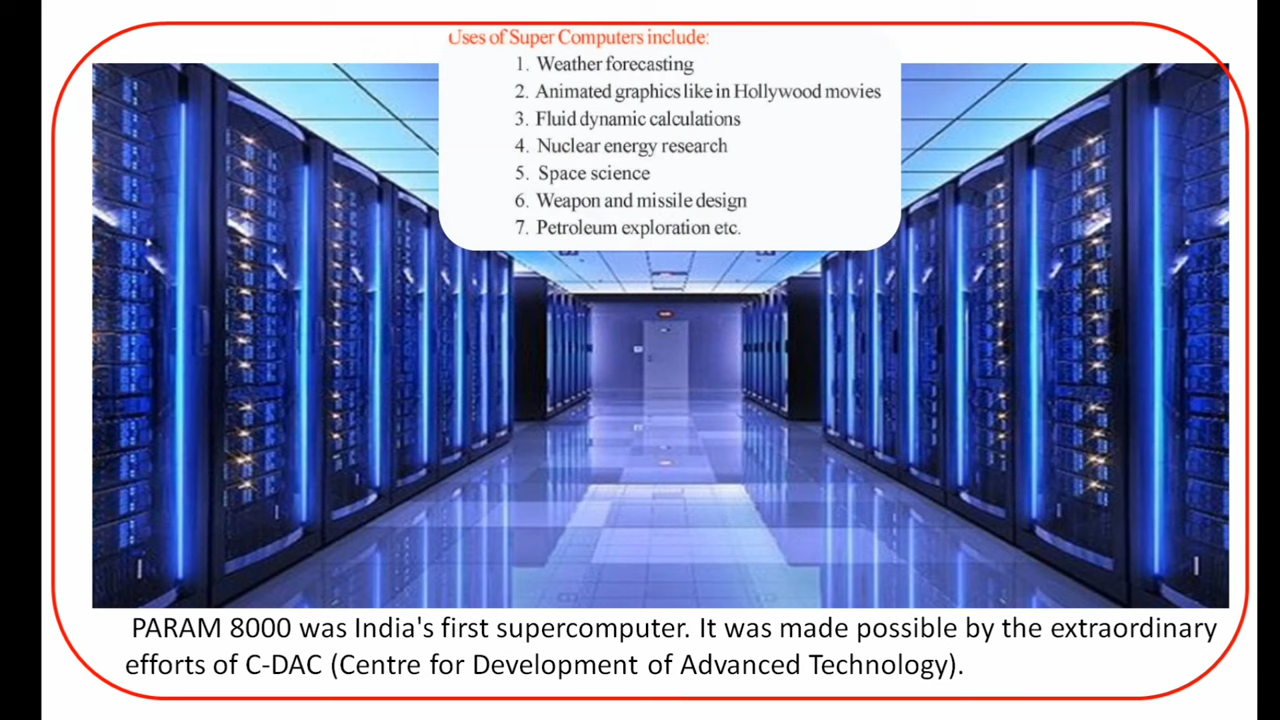 Uses of Super Computers include:
1. Weather forecasting
2. Animated graphics like in Hollywood movies
3. Fluid dynamic calculations
4. Nuclear energy research
5. Space science
6. Weapon and missile design
7. Petroleum exploration etc.
PARAM 8000 was India's first supercomputer. It was made possible by the extraordinary
efforts of C-DAC (Centre for Development of Advanced Technology).